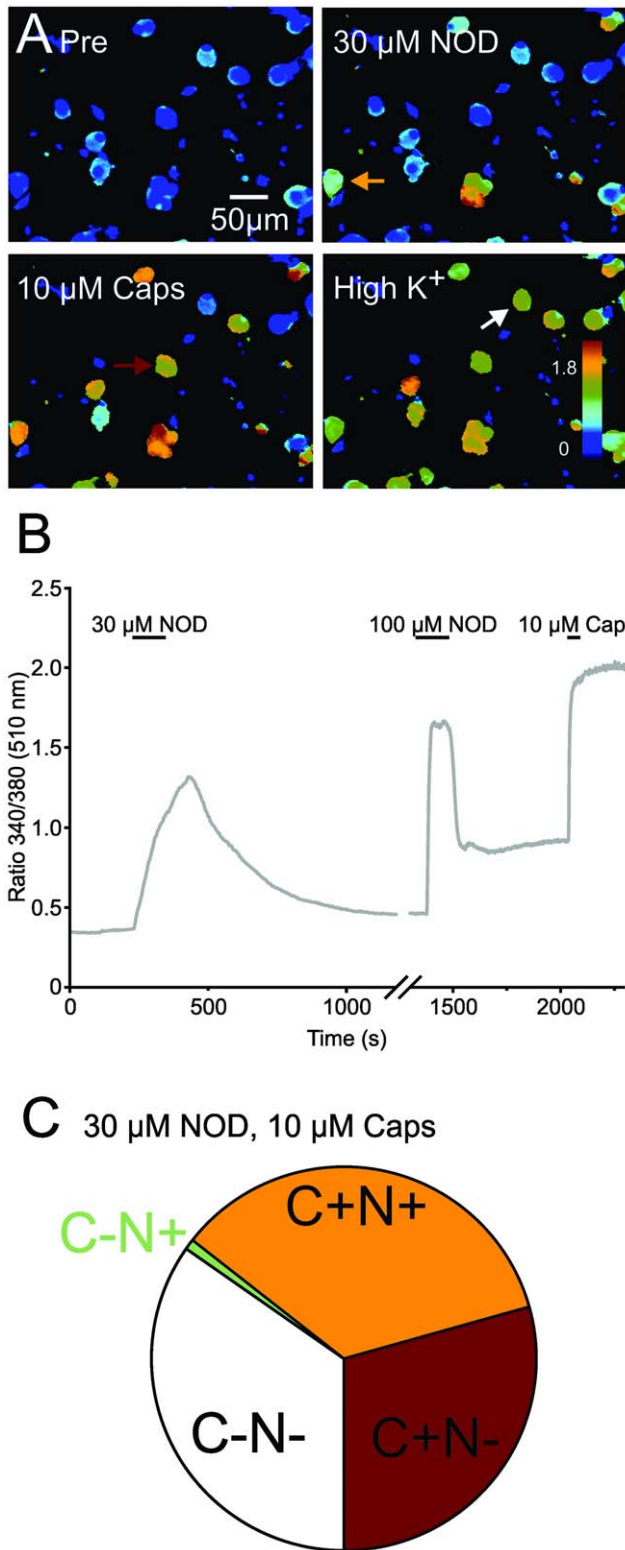 A Pre
30 µM NOD
50µm
10 µM Caps
High K+
1.8
0
B
2.5
30 µM NOD
100 µM NOD
10 µM Cap
2.0
1.5
1.0
0.5
0
Ratio 340/380 (510 nm)
0
500
1000
1500
2000
Time (s)
C 30 µM NOD, 10 µM Caps
C-N+
C+N+
C-N-
C+N-